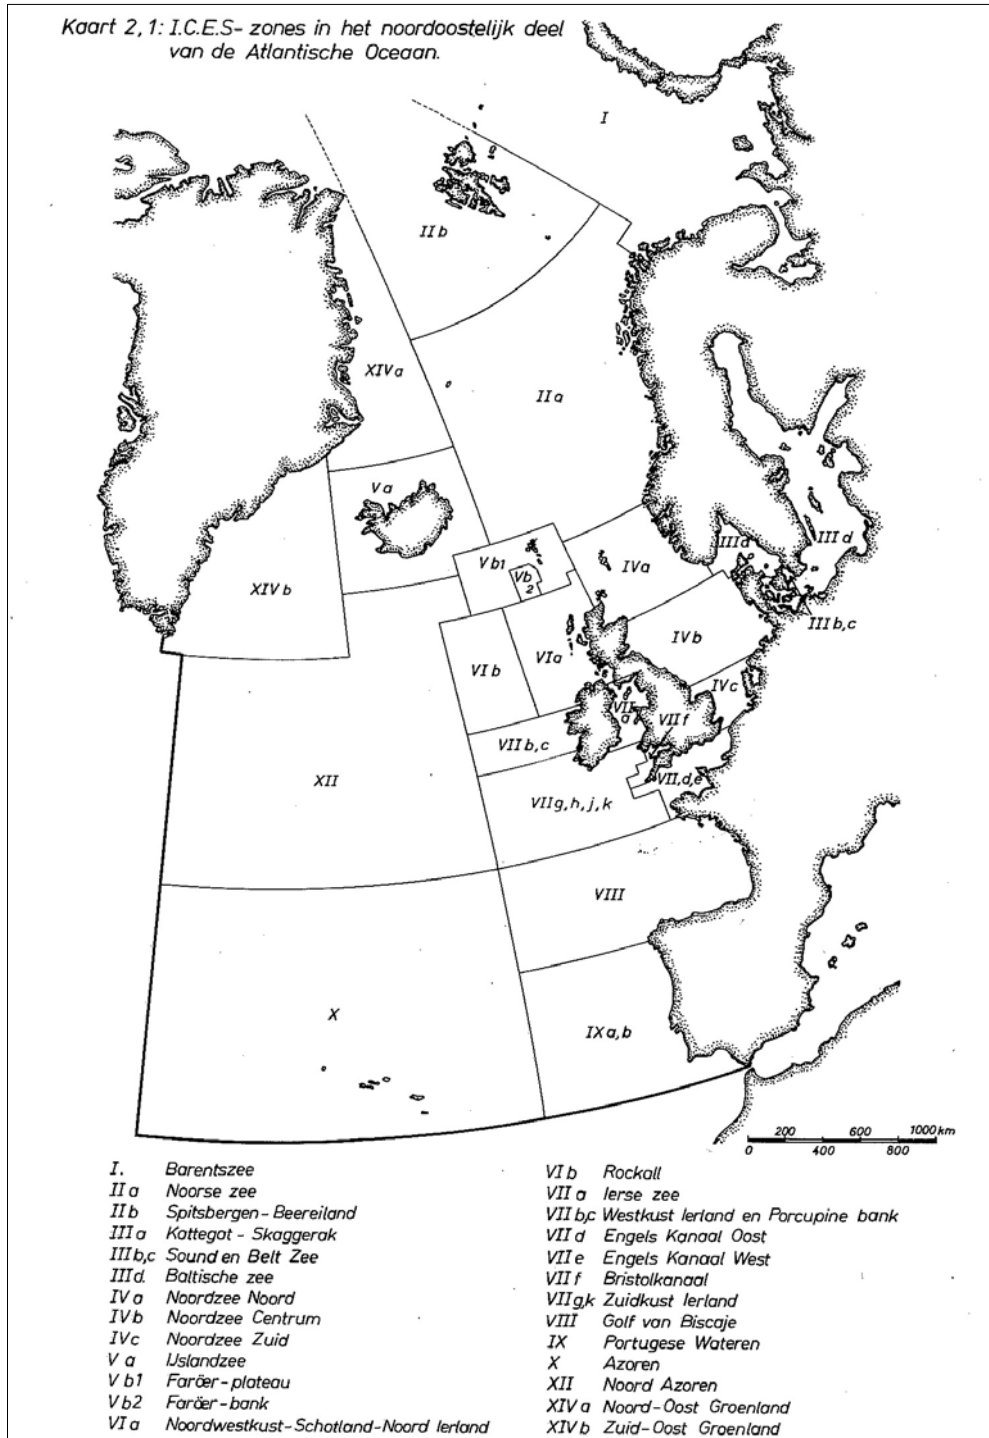 Kaart 2,1: I.C.E.S- zones in het noordoostelijk deel
van de Atlantische Oceaan.
I
II b
XIV a
II a
V a
III a
III d
V b1
Vb
2
IV a
XIV b
III b,c
IV b
VI b
VI a
IV c
VII
a
VII f
VII b,c
VII,d,e
XII
VII g,h,j,k
VIII
X
IX a,b
200 600 1000 km
0 400 800
I. Barentszee
II a Noorse zee
II b Spitsbergen-Beereiland
III a Kattegat - Skaggerak
III b,c Sound en Belt Zee
III d. Baltische zee
IV a Noordzee Noord
IV b Noordzee Centrum
IV c Noordzee Zuid
V a IJslandzee
V b1 Faröer-plateau
V b2 Faröer-bank
VI a Noordwestkust-Schotland-Noord Ierland
VI b Rockall
VII a Ierse zee
VII b,c Westkust Ierland en Porcupine bank
VII d Engels Kanaal Oost
VII e Engels Kanaal West
VII f Bristolkanaal
VII g,k Zuidkust Ierland
VIII Golf van Biscaje
IX Portugese Wateren
X Azoren
XII Noord Azoren
XIV a Noord-Oost Groenland
XIV b Zuid-Oost Groenland